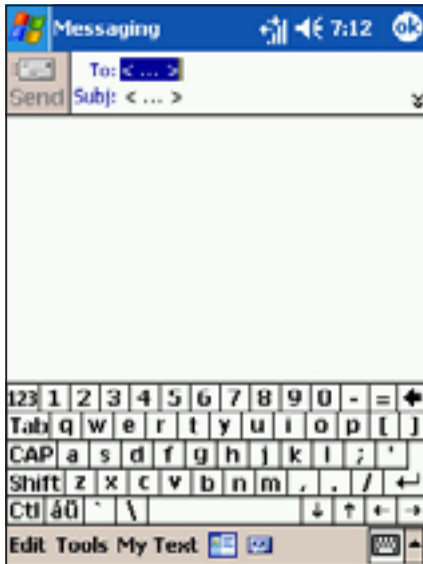 Messaging 7:12 ok
To: < ... >
Send Subj: < ... >
123 1 2 3 4 5 6 7 8 9 0 - =
Tab q w e r t y u i o p [ ]
CAP a s d f g h j k l ; '
Shift z x c v b n m , . /
Ctl áü ` \
Edit Tools My Text